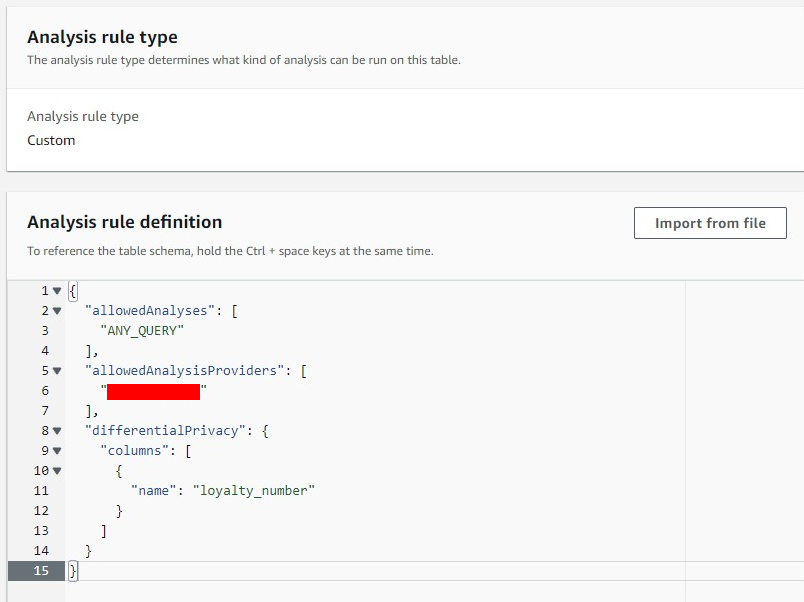 Analysis rule type
The analysis rule type determines what kind of analysis can be run on this table.
Analysis rule type
Custom
Analysis rule definition
Import from file
To reference the table schema, hold the Ctrl + space keys at the same time.
1 {
2 "allowedAnalyses": [
3 "ANY_QUERY"
4 ],
5 "allowedAnalysisProviders": [
6 " "
7 ],
8 "differentialPrivacy": {
9 "columns": [
10 {
11 "name": "loyalty_number"
12 }
13 ]
14 }
15 }